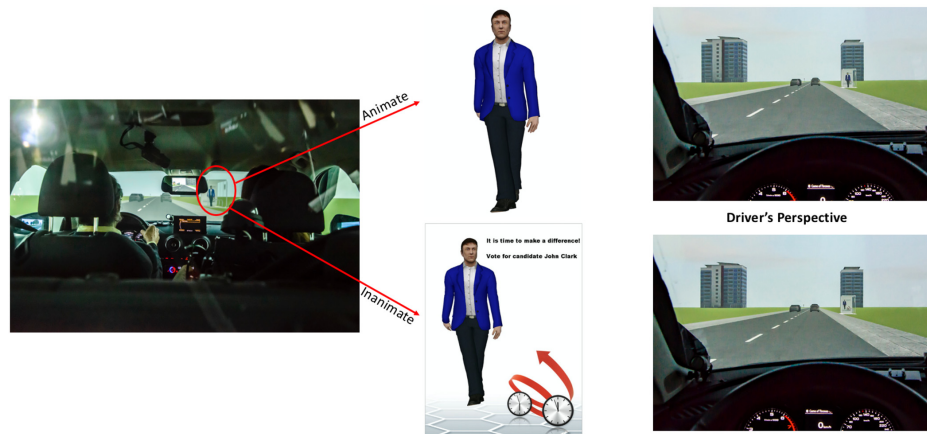 Animate
Inanimate
It is time to make a difference!
Vote for candidate John Clark
Driver's Perspective